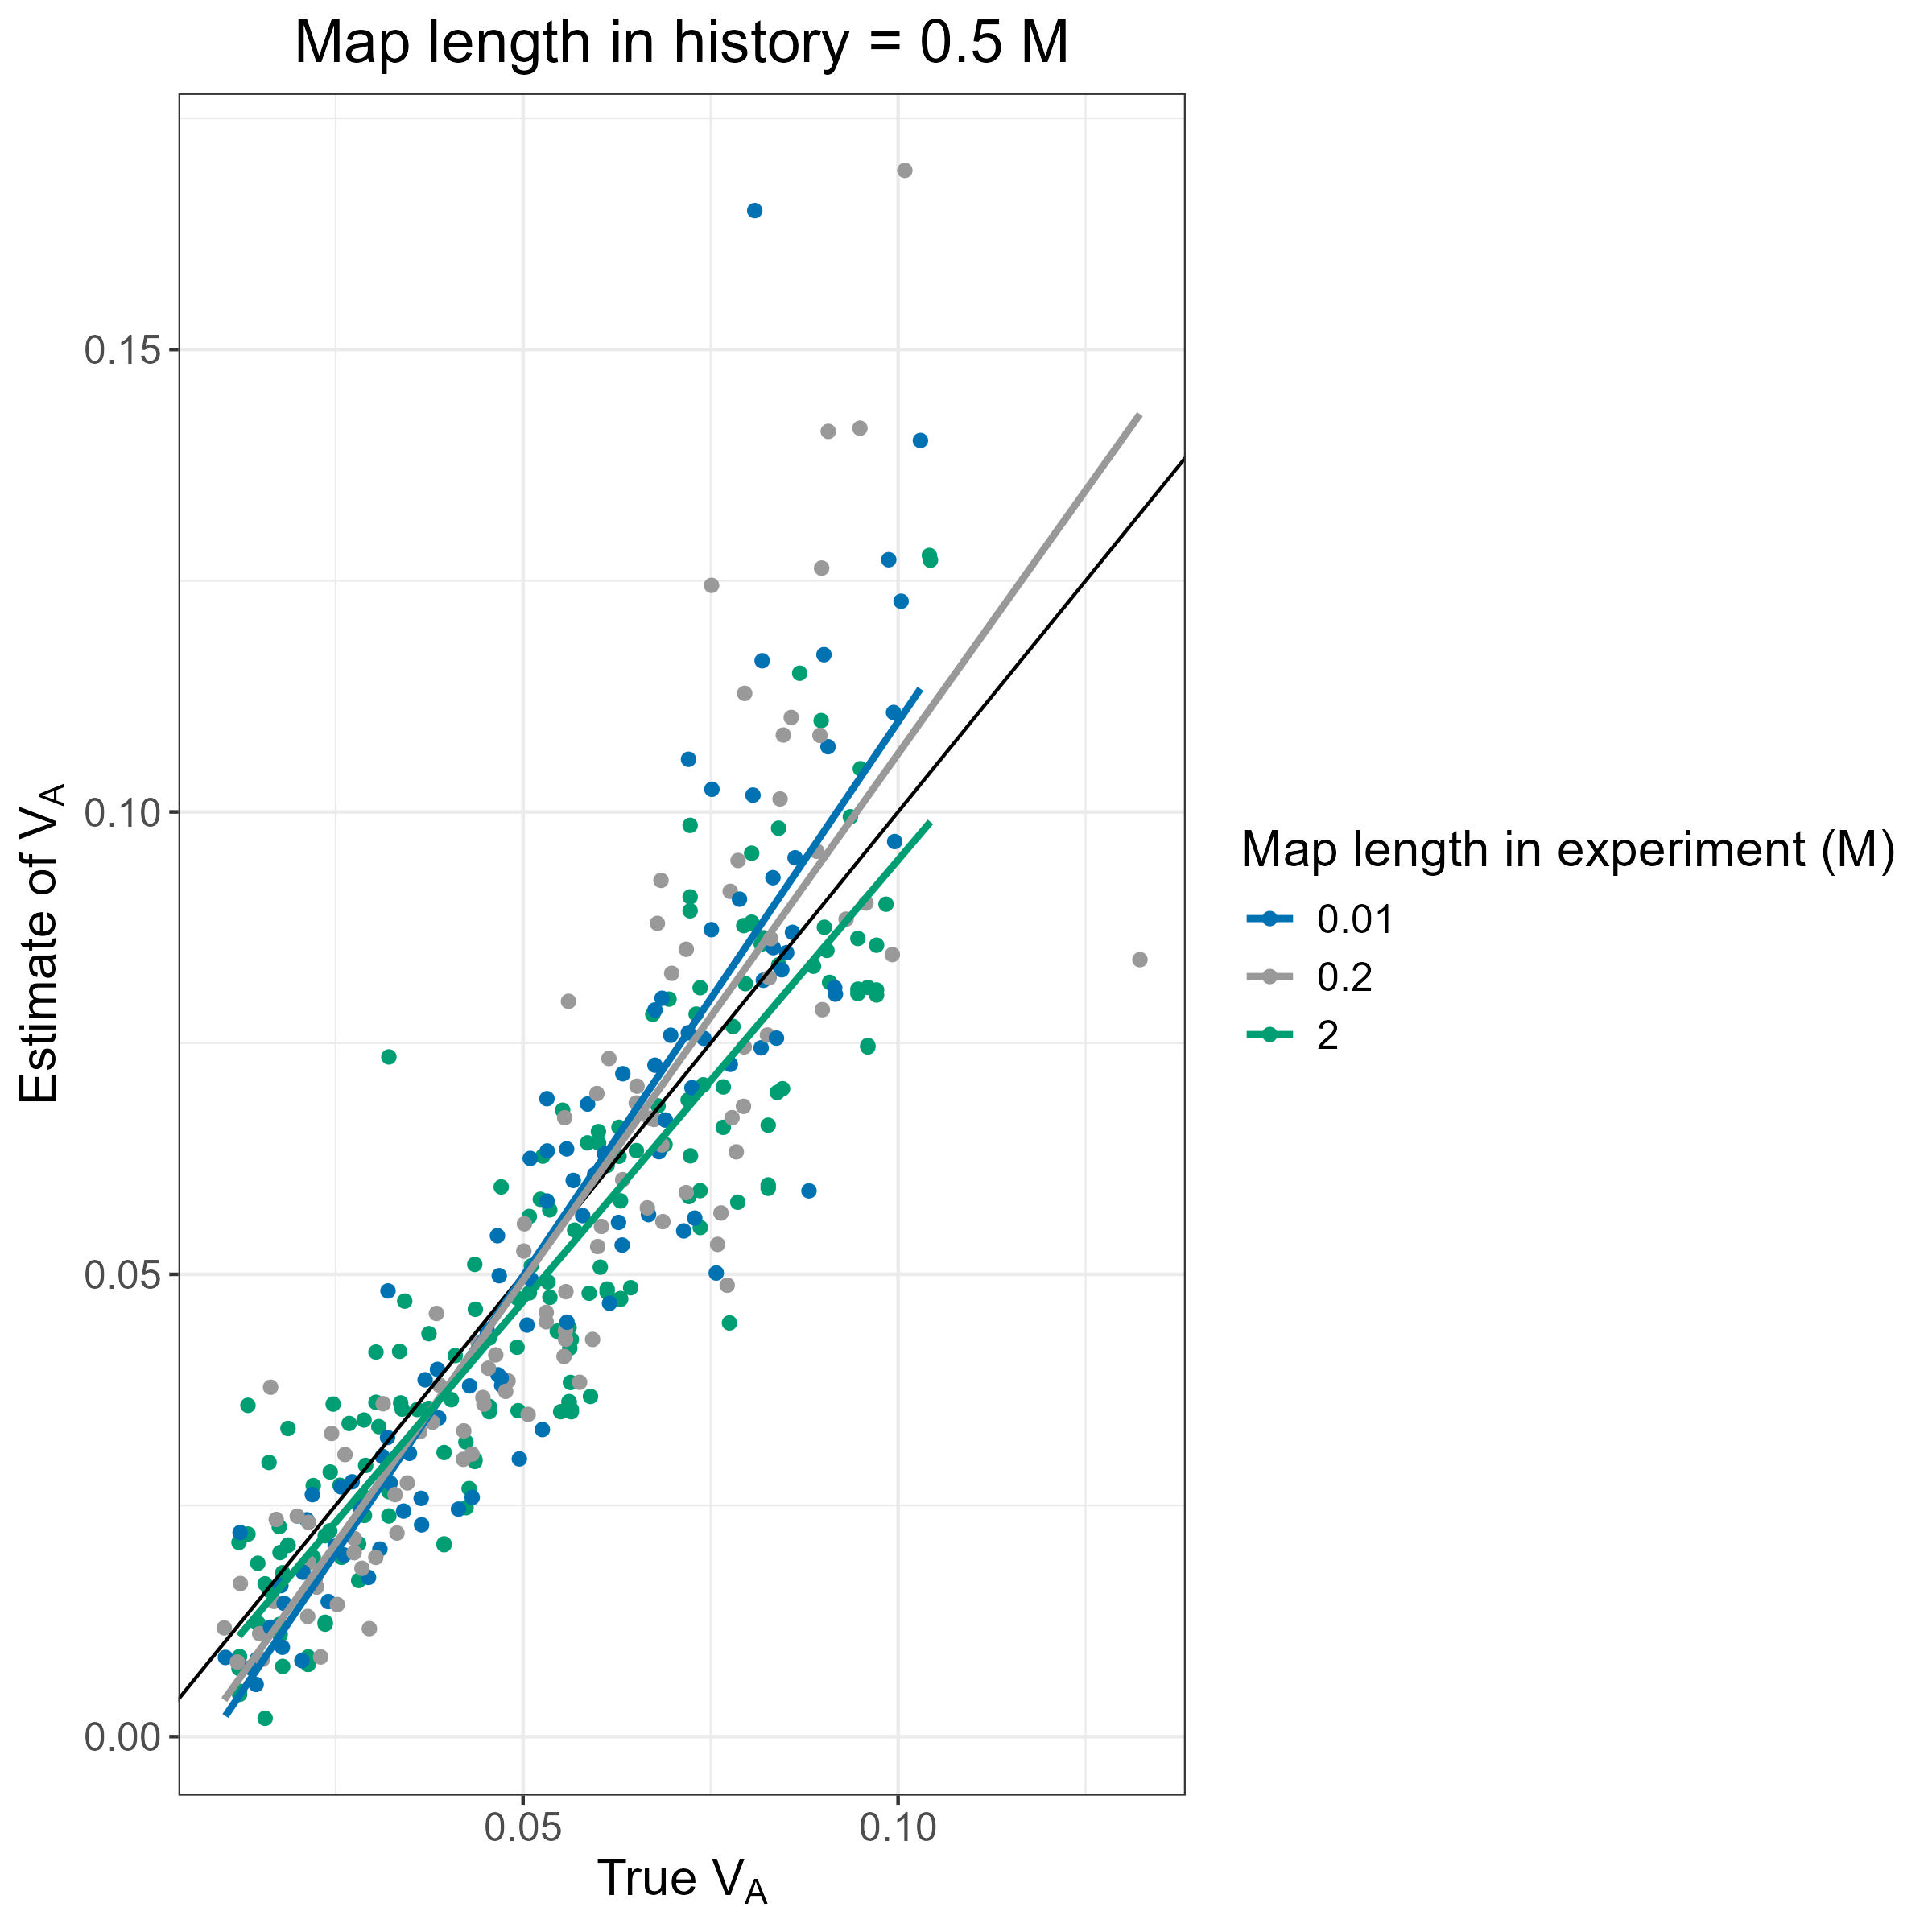 Map length in history = 0.5 M
Estimate of V_A
0.15
0.10
0.05
0.00
0.05 0.10
True V_A
Map length in experiment (M)
0.01
0.2
2